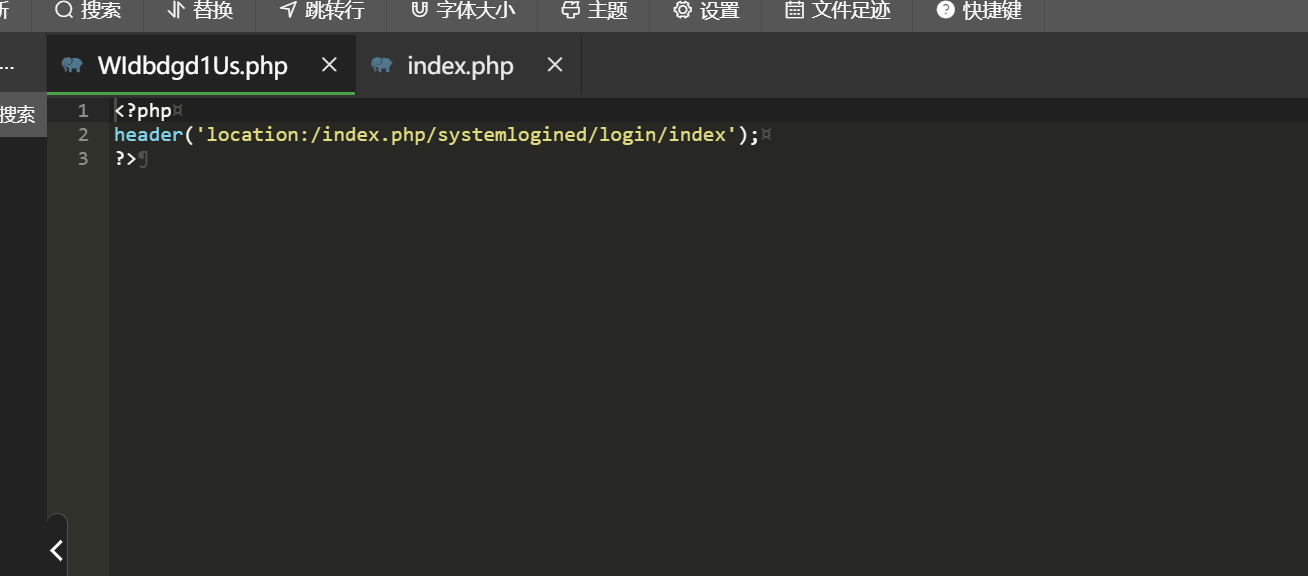 搜索 替换 跳转行 字体大小 主题 设置 文件足迹 快捷键
... WIdbdgd1Us.php index.php
搜索
1 <?php
2 header('location:/index.php/systemlogined/login/index');
3 ?>